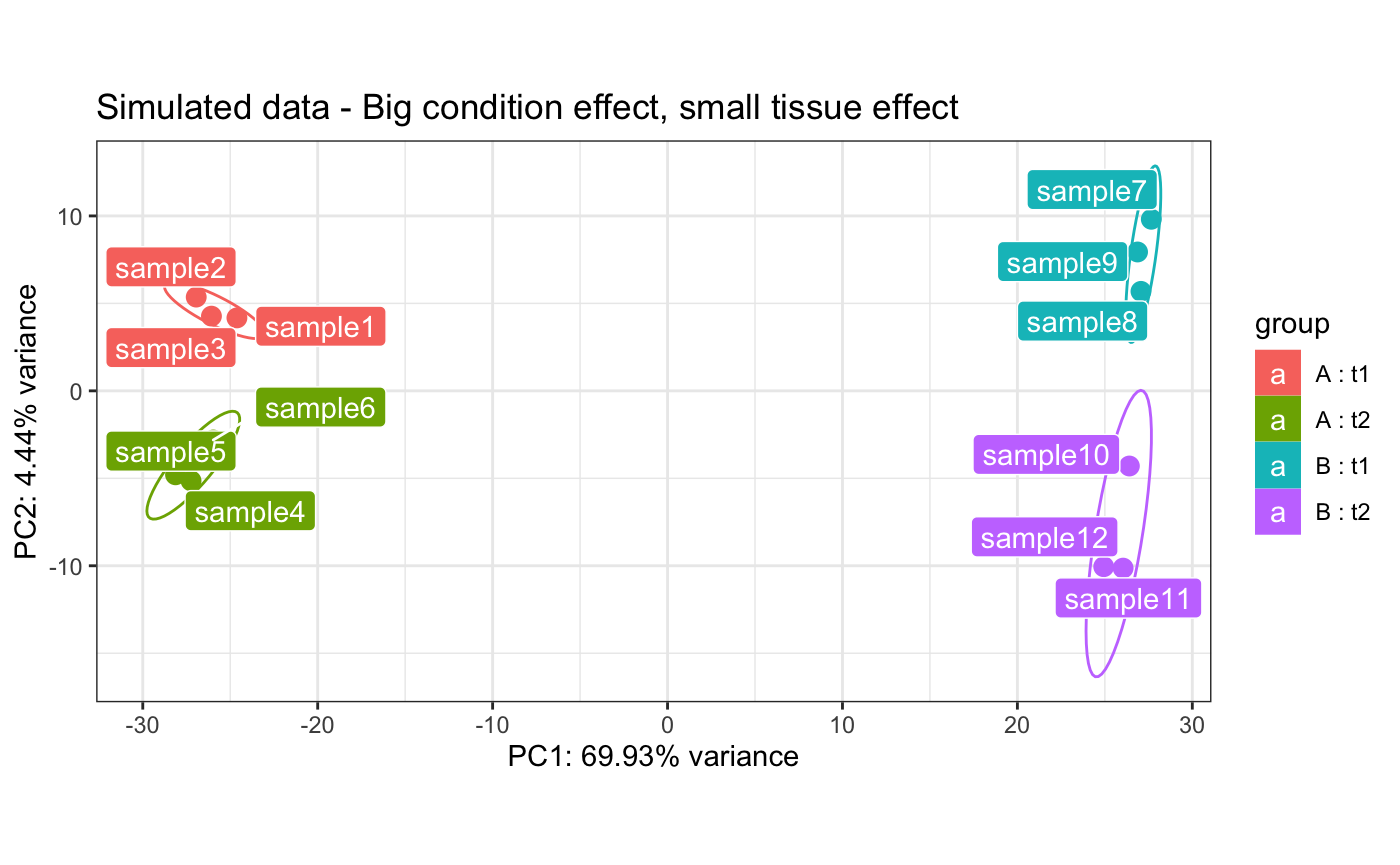 Simulated data - Big condition effect, small tissue effect
PC2: 4.44% variance
10
0
-10
sample7
sample9
sample8
sample2
sample1
sample3
sample6
sample5
sample4
sample10
sample12
sample11
-30
-20
-10
0
10
20
30
PC1: 69.93% variance
group
a A : t1
a A : t2
a B : t1
a B : t2